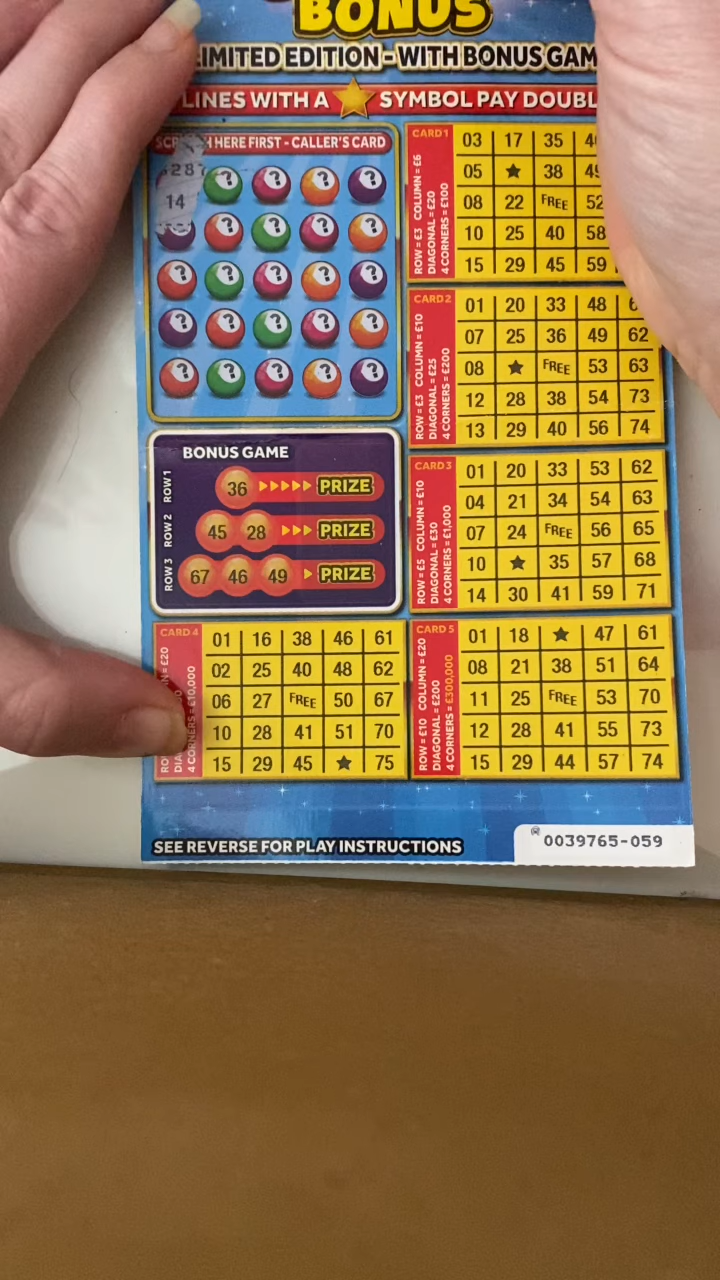 BONUS
LIMITED EDITION - WITH BONUS GAM
LINES WITH A SYMBOL PAY DOUBL
HERE FIRST - CALLER'S CARD
28
14
? ? ? ?
? ? ? ?
? ? ? ? ?
? ? ? ? ?
? ? ? ? ?
BONUS GAME
ROW 1 36 PRIZE
ROW 2 45 28 PRIZE
ROW 3 67 46 49 PRIZE
CARD 1
ROW = £3 COLUMN = £6
DIAGONAL = £20
4 CORNERS = £100
03 17 35
05 38
08 22 FREE 52
10 25 40 58
15 29 45 59
CARD 2
ROW = £3 COLUMN = £10
DIAGONAL = £25
4 CORNERS = £200
01 20 33 48
07 25 36 49 62
08 FREE 53 63
12 28 38 54 73
13 29 40 56 74
CARD 3
ROW = £5 COLUMN = £10
DIAGONAL = £30
4 CORNERS = £1,000
01 20 33 53 62
04 21 34 54 63
07 24 FREE 56 65
10 35 57 68
14 30 41 59 71
CARD 4
= £20
4 CORNERS = £10,000
01 16 38 46 61
02 25 40 48 62
06 27 FREE 50 67
10 28 41 51 70
15 29 45 75
CARD 5
ROW = £10 COLUMN = £20
DIAGONAL = £200
4 CORNERS = £300,000
01 18 47 61
08 21 38 51 64
11 25 FREE 53 70
12 28 41 55 73
15 29 44 57 74
SEE REVERSE FOR PLAY INSTRUCTIONS
0039765-059